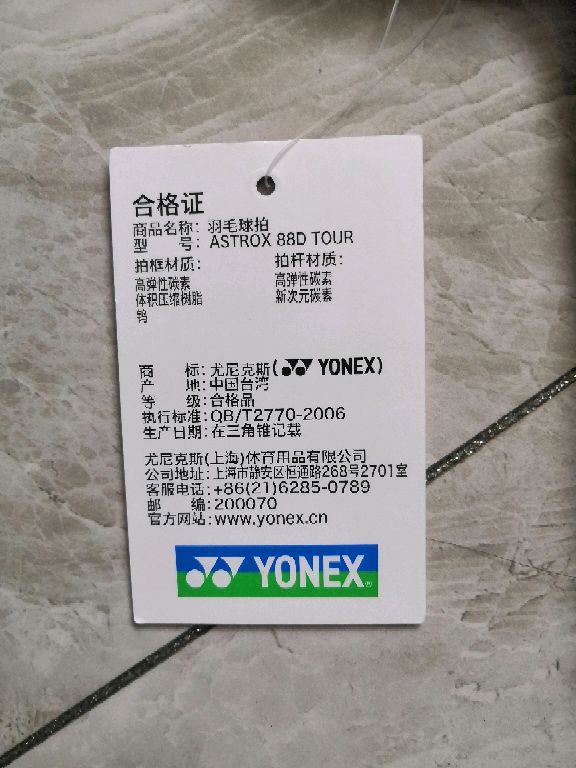 合格证
商品名称：羽毛球拍
型　　号：ASTROX 88D TOUR
拍框材质：　拍杆材质：
高弹性碳素　高弹性碳素
体积压缩树脂　新次元碳素
钨
商　　标：尤尼克斯(YONEX)
产　　地：中国台湾
等　　级：合格品
执行标准：QB/T2770-2006
生产日期：在三角锥记载
尤尼克斯(上海)体育用品有限公司
公司地址：上海市静安区恒通路268号2701室
客服电话：+86(21)6285-0789
邮　　编：200070
官方网站：www.yonex.cn
YONEX®